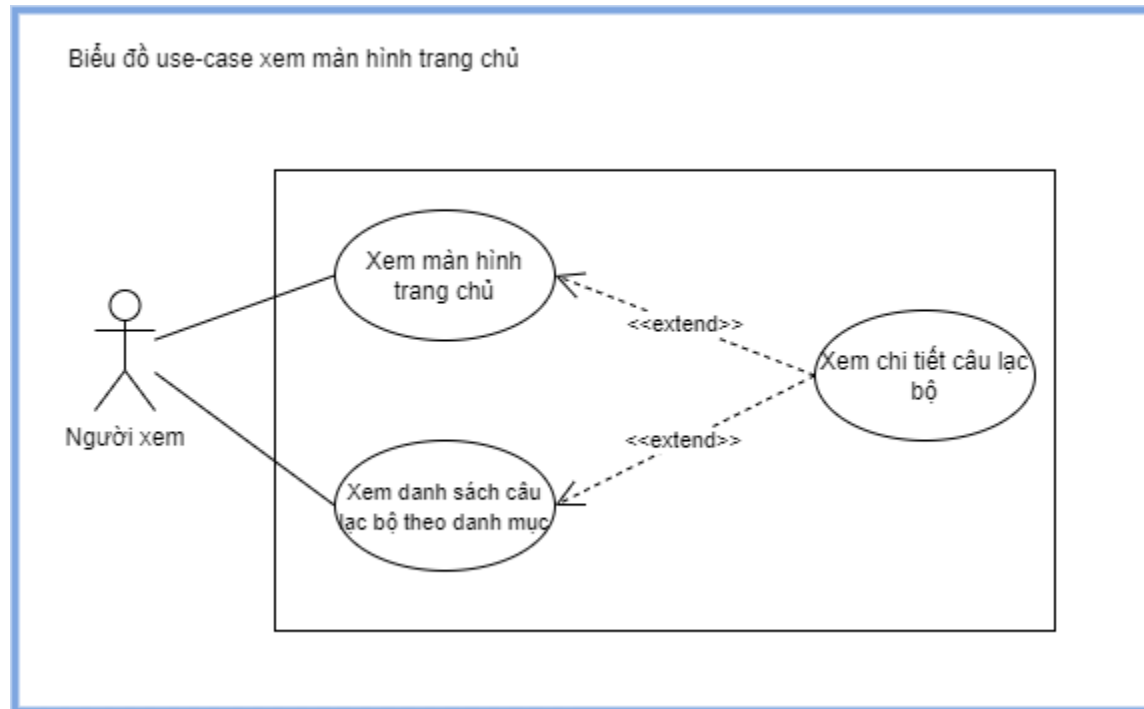 Biểu đồ use-case xem màn hình trang chủ
Xem màn hình
trang chủ
<<extend>>
Xem chi tiết câu lạc
bộ
Người xem
<<extend>>
Xem danh sách câu
lạc bộ theo danh mục